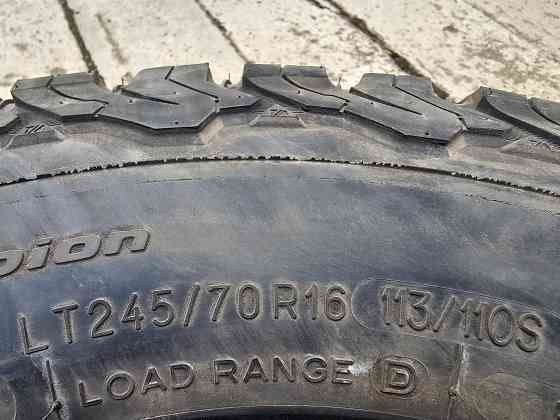 pion
LT245/70R16 113/110S
LOAD RANGE D